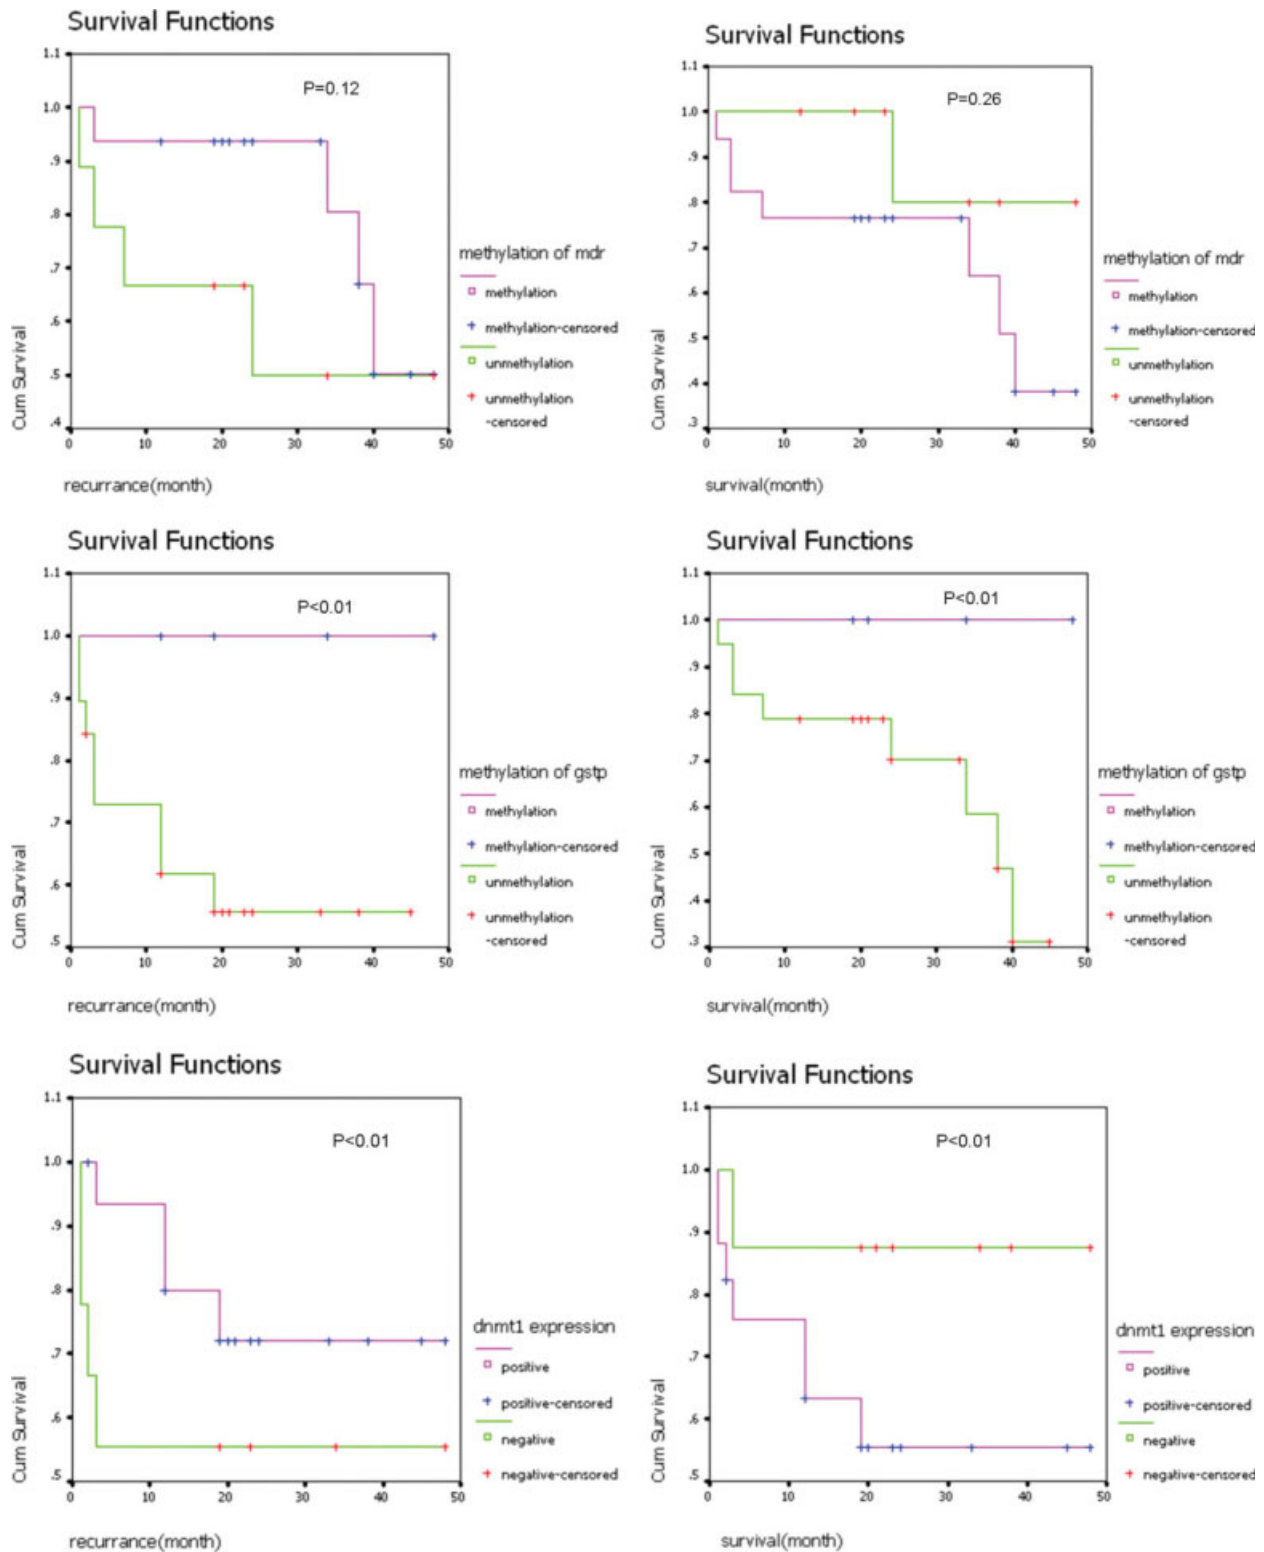 Survival Functions
1.1
1.0
.9
.8
.7
.6
.5
.4
P=0.12
Cum Survival
0 10 20 30 40 50
recurrance(month)
methylation of mdr
methylation
methylation-censored
unmethylation
unmethylation
-censored
Survival Functions
1.1
1.0
.9
.8
.7
.6
.5
.4
.3
P=0.26
Cum Survival
0 10 20 30 40 50
survival(month)
methylation of mdr
methylation
methylation-censored
unmethylation
unmethylation
-censored
Survival Functions
1.1
1.0
.9
.8
.7
.6
.5
P<0.01
Cum Survival
0 10 20 30 40 50
recurrance(month)
methylation of gstp
methylation
methylation-censored
unmethylation
unmethylation
-censored
Survival Functions
1.1
1.0
.9
.8
.7
.6
.5
.4
.3
P<0.01
Cum Survival
0 10 20 30 40 50
survival(month)
methylation of gstp
methylation
methylation-censored
unmethylation
unmethylation
-censored
Survival Functions
1.1
1.0
.9
.8
.7
.6
.5
P<0.01
Cum Survival
0 10 20 30 40 50
recurrance(month)
dnmt1 expression
positive
positive-censored
negative
negative-censored
Survival Functions
1.1
1.0
.9
.8
.7
.6
.5
P<0.01
Cum Survival
0 10 20 30 40 50
survival(month)
dnmt1 expression
positive
positive-censored
negative
negative-censored